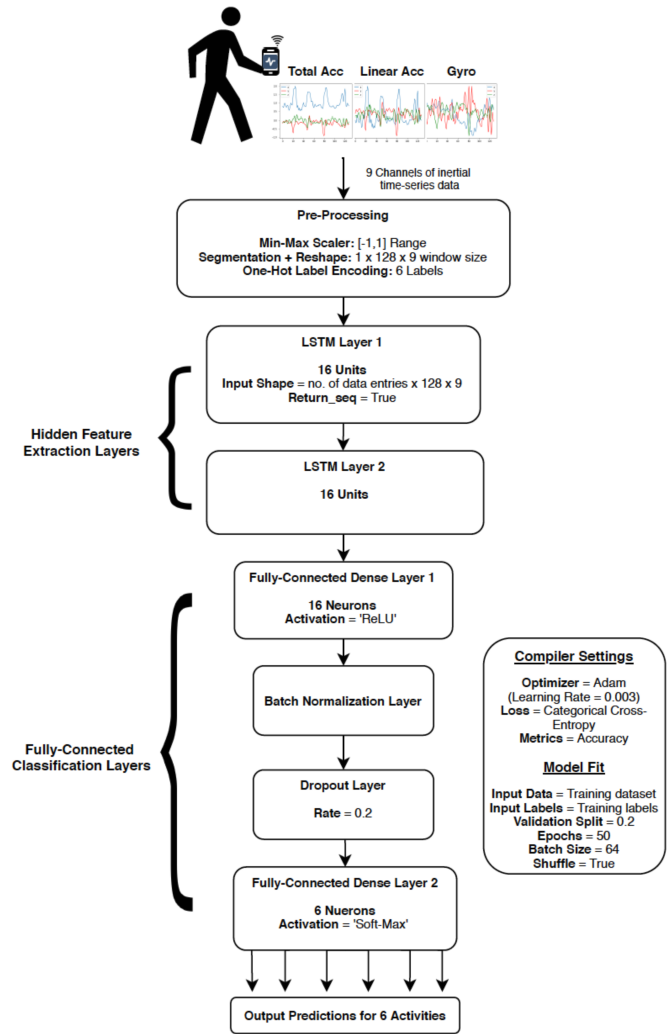 Total Acc
Linear Acc
Gyro
9 Channels of inertial
time-series data
Pre-Processing
Min-Max Scaler: [-1,1] Range
Segmentation + Reshape: 1 x 128 x 9 window size
One-Hot Label Encoding: 6 Labels
LSTM Layer 1
16 Units
Input Shape = no. of data entries x 128 x 9
Return_seq = True
Hidden Feature
Extraction Layers
LSTM Layer 2
16 Units
Fully-Connected Dense Layer 1
16 Neurons
Activation = 'ReLU'
Batch Normalization Layer
Fully-Connected
Classification Layers
Dropout Layer
Rate = 0.2
Fully-Connected Dense Layer 2
6 Nuerons
Activation = 'Soft-Max'
Output Predictions for 6 Activities
Compiler Settings
Optimizer = Adam
(Learning Rate = 0.003)
Loss = Categorical Cross-
Entropy
Metrics = Accuracy
Model Fit
Input Data = Training dataset
Input Labels = Training labels
Validation Split = 0.2
Epochs = 50
Batch Size = 64
Shuffle = True